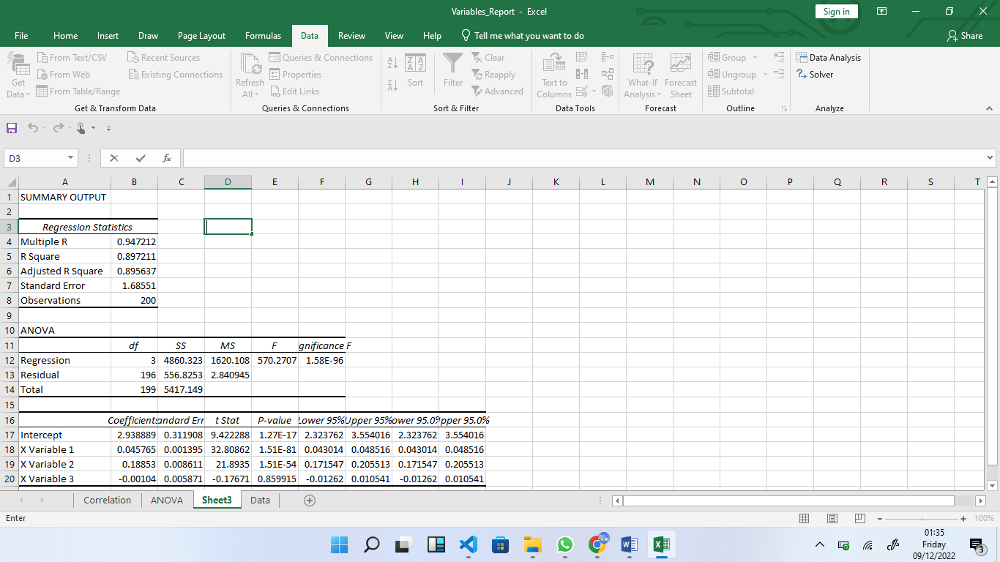 Variables_Report - Excel
Sign in
File Home Insert Draw Page Layout Formulas Data Review View Help Tell me what you want to do Share
From Text/CSV Recent Sources
From Web Existing Connections
From Table/Range
Get Data
Get & Transform Data
Refresh All
Queries & Connections
Properties
Edit Links
Queries & Connections
Sort
Filter
Clear
Reapply
Advanced
Sort & Filter
Text to Columns
Data Tools
What-If Analysis
Forecast Sheet
Forecast
Group
Ungroup
Subtotal
Outline
Data Analysis
Solver
Analyze
D3 fx
A B C D E F G H I J K L M N O P Q R S T
1 SUMMARY OUTPUT
2
3 Regression Statistics
4 Multiple R 0.947212
5 R Square 0.897211
6 Adjusted R Square 0.895637
7 Standard Error 1.68551
8 Observations 200
9
10 ANOVA
11 df SS MS F gnificance F
12 Regression 3 4860.323 1620.108 570.2707 1.58E-96
13 Residual 196 556.8253 2.840945
14 Total 199 5417.149
15
16 Coefficients andard Err t Stat P-value Lower 95% Upper 95% ower 95.0% pper 95.0%
17 Intercept 2.938889 0.311908 9.422288 1.27E-17 2.323762 3.554016 2.323762 3.554016
18 X Variable 1 0.045765 0.001395 32.80862 1.51E-81 0.043014 0.048516 0.043014 0.048516
19 X Variable 2 0.18853 0.008611 21.8935 1.51E-54 0.171547 0.205513 0.171547 0.205513
20 X Variable 3 -0.00104 0.005871 -0.17671 0.859915 -0.01262 0.010541 -0.01262 0.010541
Correlation ANOVA Sheet3 Data
Enter
100%
01:35
Friday
09/12/2022
3